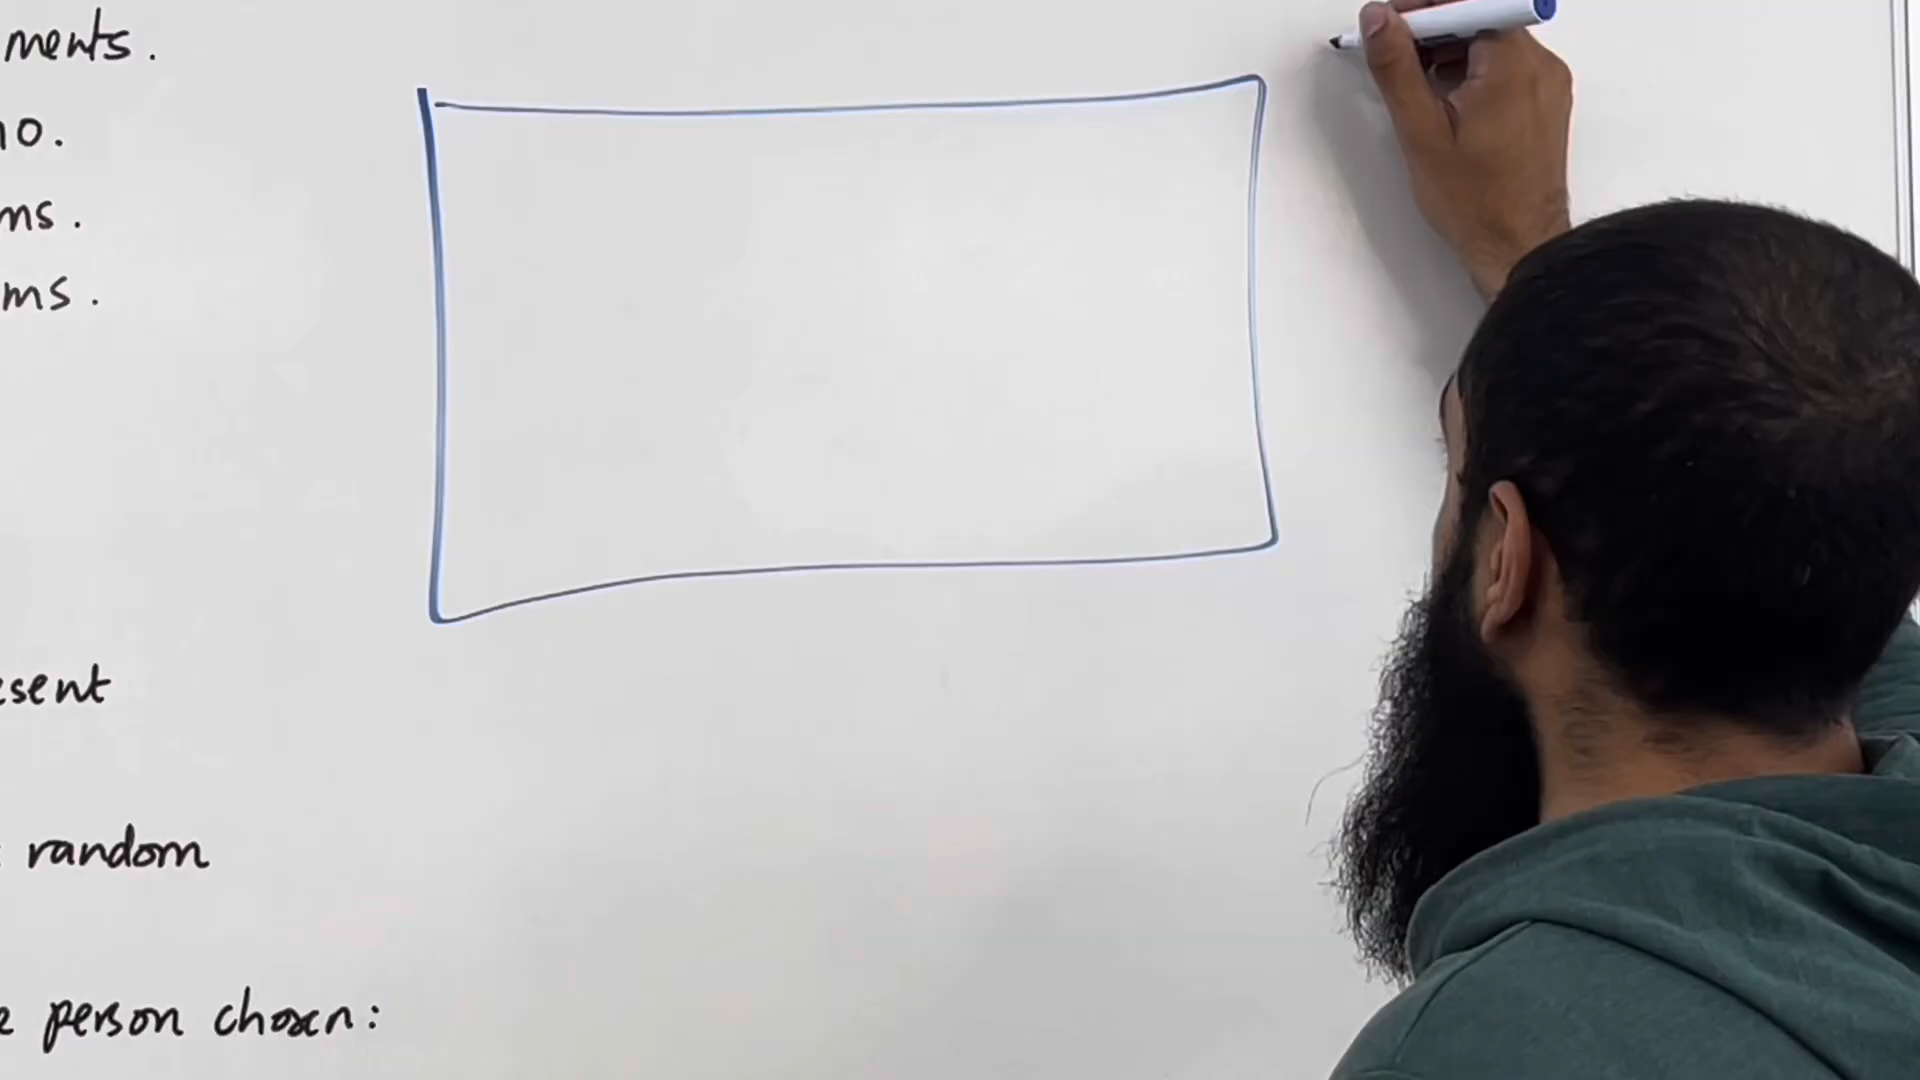 ments.
no.
ms.
ms.
esent
random
person chosen: